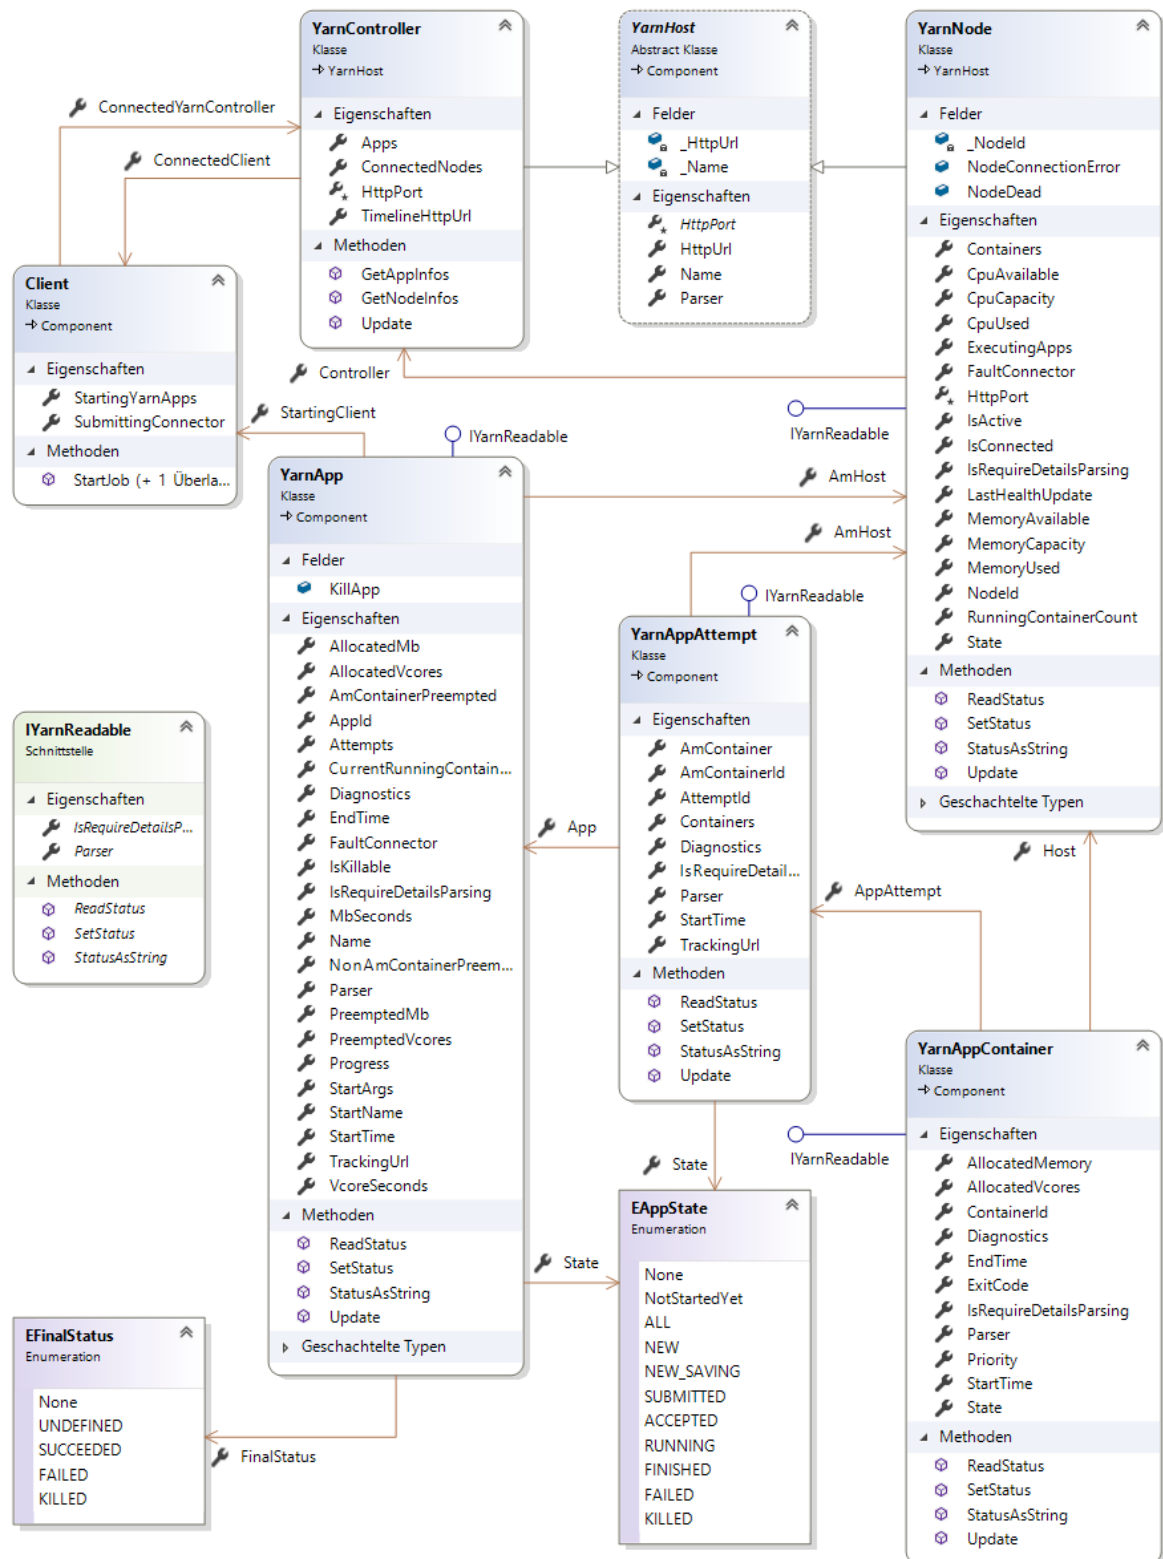 YarnController
Klasse
YarnHost
Eigenschaften
Apps
ConnectedNodes
HttpPort
TimelineHttpUrl
Methoden
GetAppInfos
GetNodeInfos
Update
YarnHost
Abstract Klasse
Component
Felder
_HttpUrl
_Name
Eigenschaften
HttpPort
HttpUrl
Name
Parser
YarnNode
Klasse
YarnHost
Felder
_NodeId
NodeConnectionError
NodeDead
Eigenschaften
Containers
CpuAvailable
CpuCapacity
CpuUsed
ExecutingApps
FaultConnector
HttpPort
IsActive
IsConnected
IsRequireDetailsParsing
LastHealthUpdate
MemoryAvailable
MemoryCapacity
MemoryUsed
NodeId
RunningContainerCount
State
Methoden
ReadStatus
SetStatus
StatusAsString
Update
Geschachtelte Typen
ConnectedYarnController
ConnectedClient
Client
Klasse
Component
Eigenschaften
StartingYarnApps
SubmittingConnector
Methoden
StartJob (+ 1 Überla...
Controller
StartingClient
IYarnReadable
IYarnReadable
AmHost
AmHost
IYarnReadable
YarnApp
Klasse
Component
Felder
KillApp
Eigenschaften
AllocatedMb
AllocatedVcores
AmContainerPreempted
AppId
Attempts
CurrentRunningContain...
Diagnostics
EndTime
FaultConnector
IsKillable
IsRequireDetailsParsing
MbSeconds
Name
NonAmContainerPreem...
Parser
PreemptedMb
PreemptedVcores
Progress
StartArgs
StartName
StartTime
TrackingUrl
VcoreSeconds
Methoden
ReadStatus
SetStatus
StatusAsString
Update
Geschachtelte Typen
YarnAppAttempt
Klasse
Component
Eigenschaften
AmContainer
AmContainerId
AttemptId
Containers
Diagnostics
IsRequireDetail...
Parser
StartTime
TrackingUrl
Methoden
ReadStatus
SetStatus
StatusAsString
Update
IYarnReadable
Schnittstelle
Eigenschaften
IsRequireDetailsP...
Parser
Methoden
ReadStatus
SetStatus
StatusAsString
App
Host
AppAttempt
YarnAppContainer
Klasse
Component
Eigenschaften
AllocatedMemory
AllocatedVcores
ContainerId
Diagnostics
EndTime
ExitCode
IsRequireDetailsParsing
Parser
Priority
StartTime
State
Methoden
ReadStatus
SetStatus
StatusAsString
Update
IYarnReadable
State
State
EAppState
Enumeration
None
NotStartedYet
ALL
NEW
NEW_SAVING
SUBMITTED
ACCEPTED
RUNNING
FINISHED
FAILED
KILLED
EFinalStatus
Enumeration
None
UNDEFINED
SUCCEEDED
FAILED
KILLED
FinalStatus